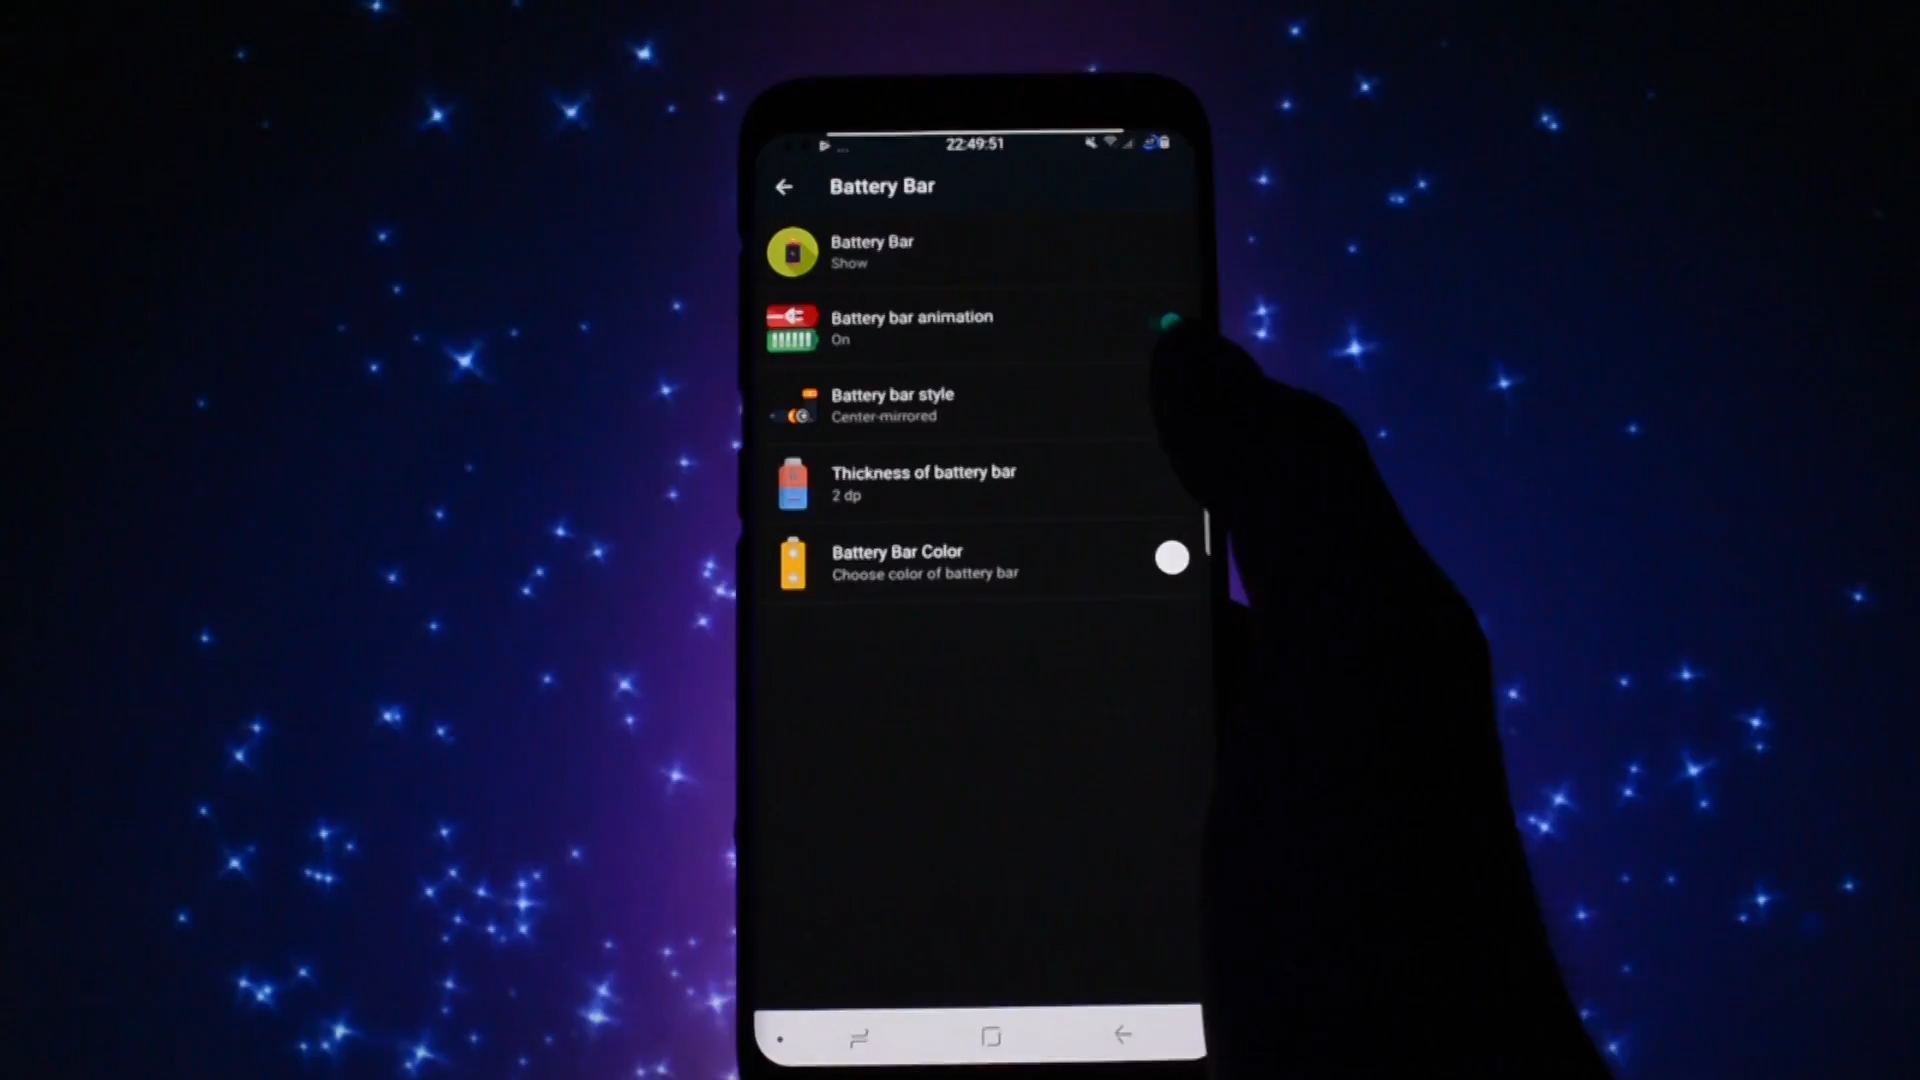 22:49:51
Battery Bar
Battery Bar
Show
Battery bar animation
On
Battery bar style
Center-mirrored
Thickness of battery bar
2 dp
Battery Bar Color
Choose color of battery bar